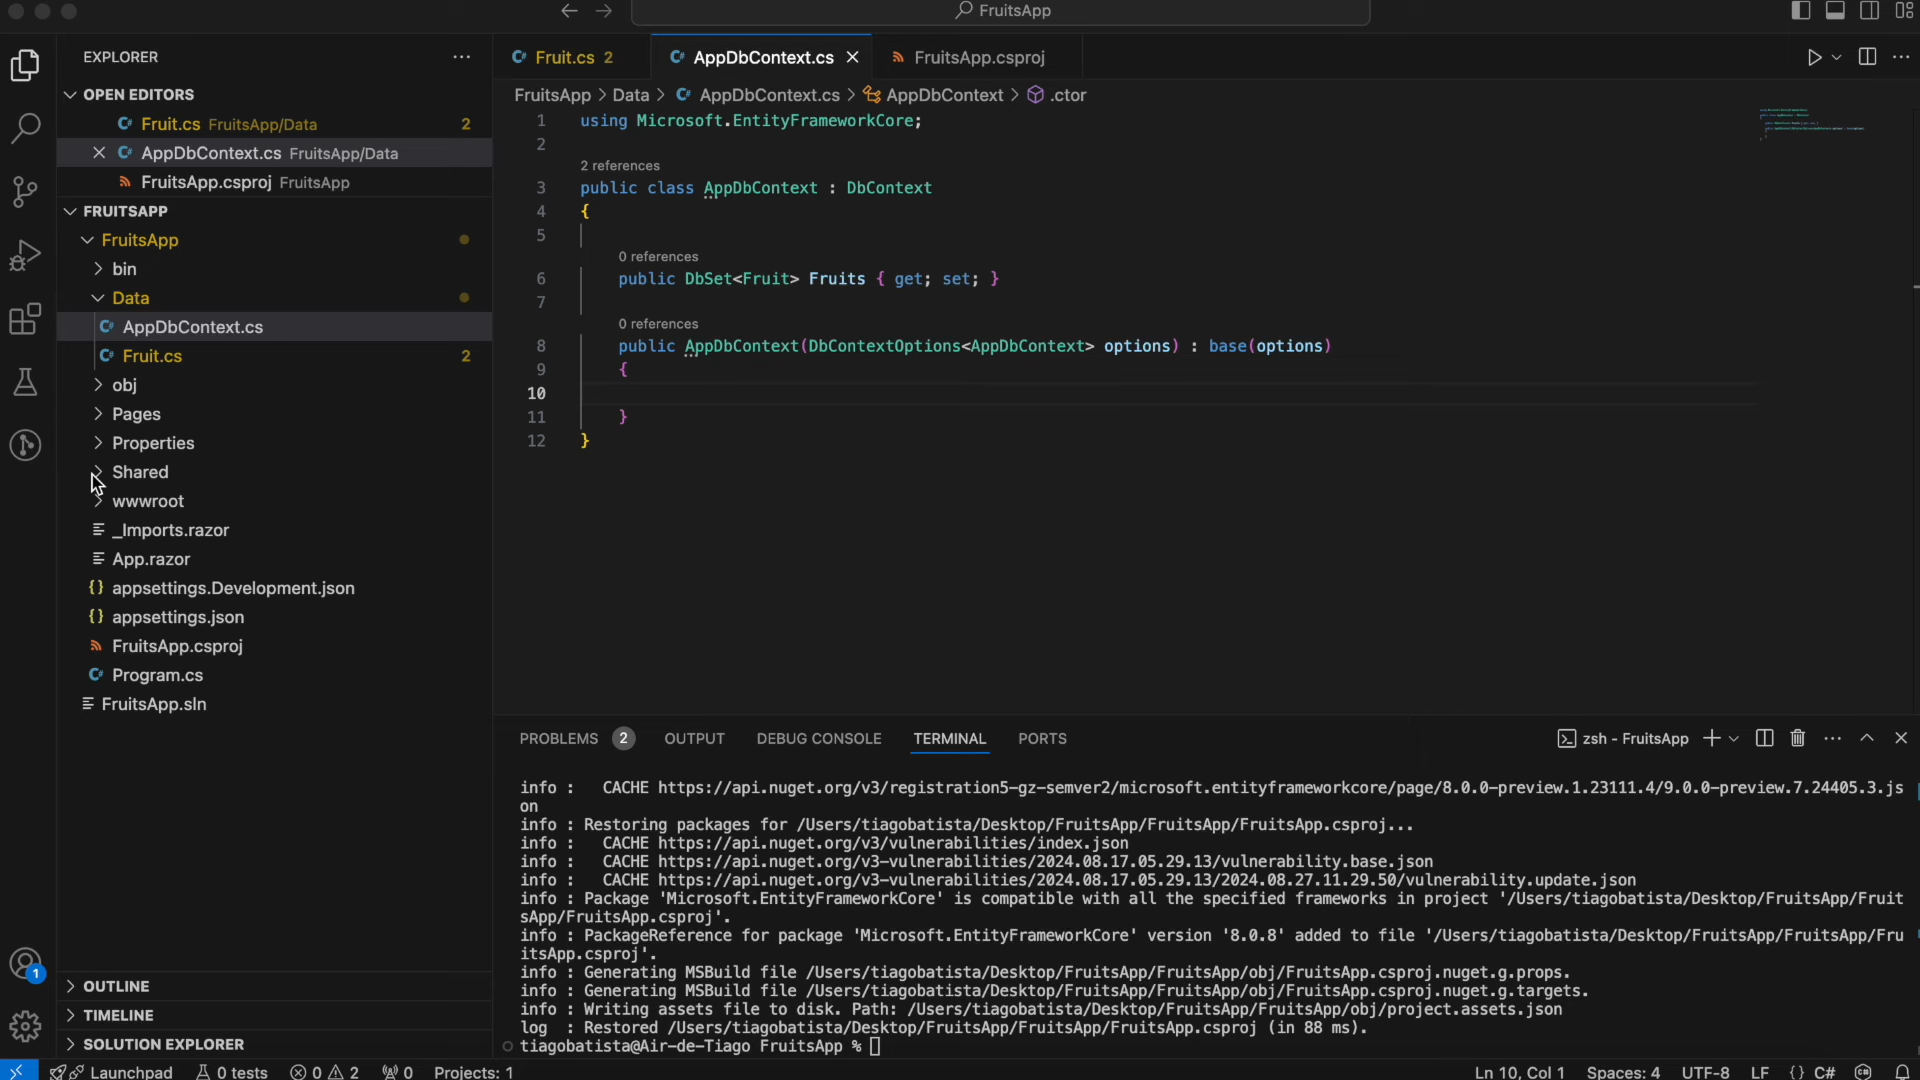 FruitsApp
EXPLORER
OPEN EDITORS
Fruit.cs FruitsApp/Data 2
AppDbContext.cs FruitsApp/Data
FruitsApp.csproj FruitsApp
FRUITSAPP
FruitsApp
bin
Data
AppDbContext.cs
Fruit.cs 2
obj
Pages
Properties
Shared
wwwroot
_Imports.razor
App.razor
{} appsettings.Development.json
{} appsettings.json
FruitsApp.csproj
C# Program.cs
FruitsApp.sln
1
OUTLINE
TIMELINE
SOLUTION EXPLORER
Fruit.cs 2
AppDbContext.cs
FruitsApp.csproj
FruitsApp > Data > C# AppDbContext.cs > AppDbContext > .ctor
1 using Microsoft.EntityFrameworkCore;
2
2 references
3 public class AppDbContext : DbContext
4 {
5
0 references
6 public DbSet<Fruit> Fruits { get; set; }
7
0 references
8 public AppDbContext(DbContextOptions<AppDbContext> options) : base(options)
9 {
10
11 }
12 }
PROBLEMS 2 OUTPUT DEBUG CONSOLE TERMINAL PORTS
zsh - FruitsApp
info :   CACHE https://api.nuget.org/v3/registration5-gz-semver2/microsoft.entityframeworkcore/page/8.0.0-preview.1.23111.4/9.0.0-preview.7.24405.3.js
on
info : Restoring packages for /Users/tiagobatista/Desktop/FruitsApp/FruitsApp/FruitsApp.csproj...
info :   CACHE https://api.nuget.org/v3/vulnerabilities/index.json
info :   CACHE https://api.nuget.org/v3-vulnerabilities/2024.08.17.05.29.13/vulnerability.base.json
info :   CACHE https://api.nuget.org/v3-vulnerabilities/2024.08.17.05.29.13/2024.08.27.11.29.50/vulnerability.update.json
info : Package 'Microsoft.EntityFrameworkCore' is compatible with all the specified frameworks in project '/Users/tiagobatista/Desktop/FruitsApp/Fruit
sApp/FruitsApp.csproj'.
info : PackageReference for package 'Microsoft.EntityFrameworkCore' version '8.0.8' added to file '/Users/tiagobatista/Desktop/FruitsApp/FruitsApp/Fru
itsApp.csproj'.
info : Generating MSBuild file /Users/tiagobatista/Desktop/FruitsApp/FruitsApp/obj/FruitsApp.csproj.nuget.g.props.
info : Generating MSBuild file /Users/tiagobatista/Desktop/FruitsApp/FruitsApp/obj/FruitsApp.csproj.nuget.g.targets.
info : Writing assets file to disk. Path: /Users/tiagobatista/Desktop/FruitsApp/FruitsApp/obj/project.assets.json
log  : Restored /Users/tiagobatista/Desktop/FruitsApp/FruitsApp/FruitsApp.csproj (in 88 ms).
tiagobatista@Air-de-Tiago FruitsApp %
Launchpad 0 tests 0 2 0 Projects: 1 Ln 10, Col 1 Spaces: 4 UTF-8 LF {} C#